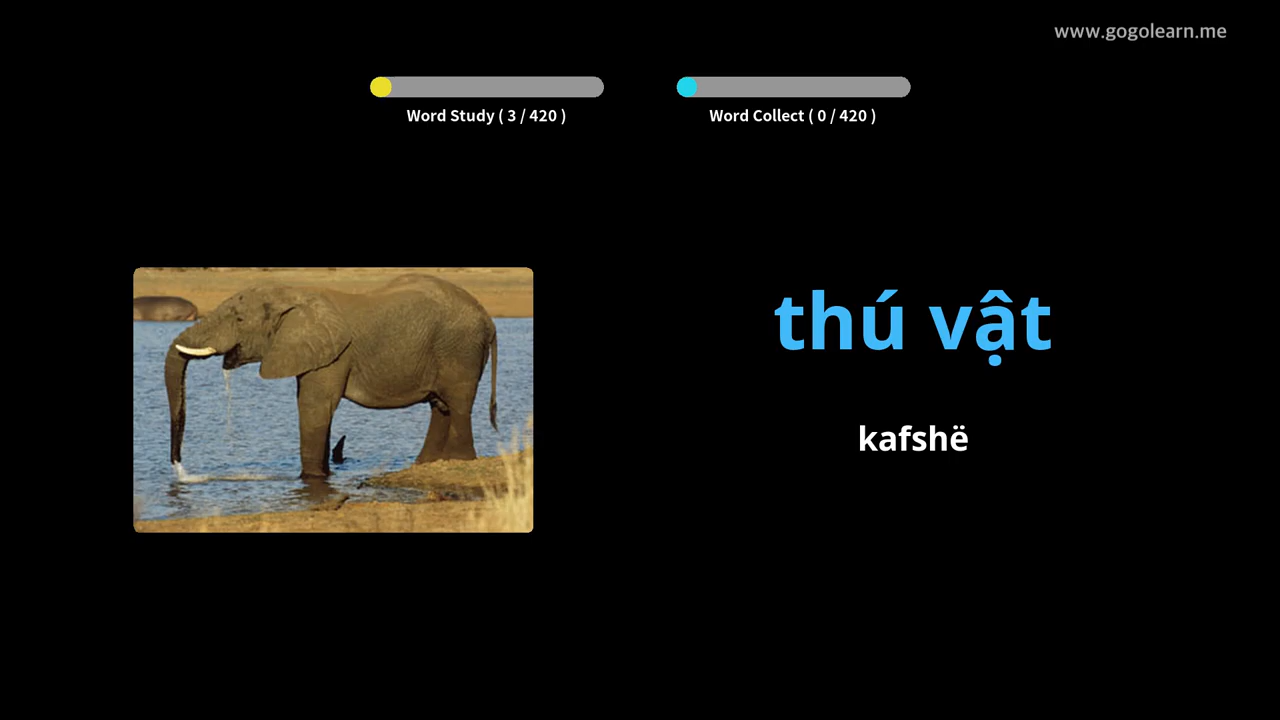 www.gogolearn.me
Word Study ( 3 / 420 )
Word Collect ( 0 / 420 )
thú vật
kafshë